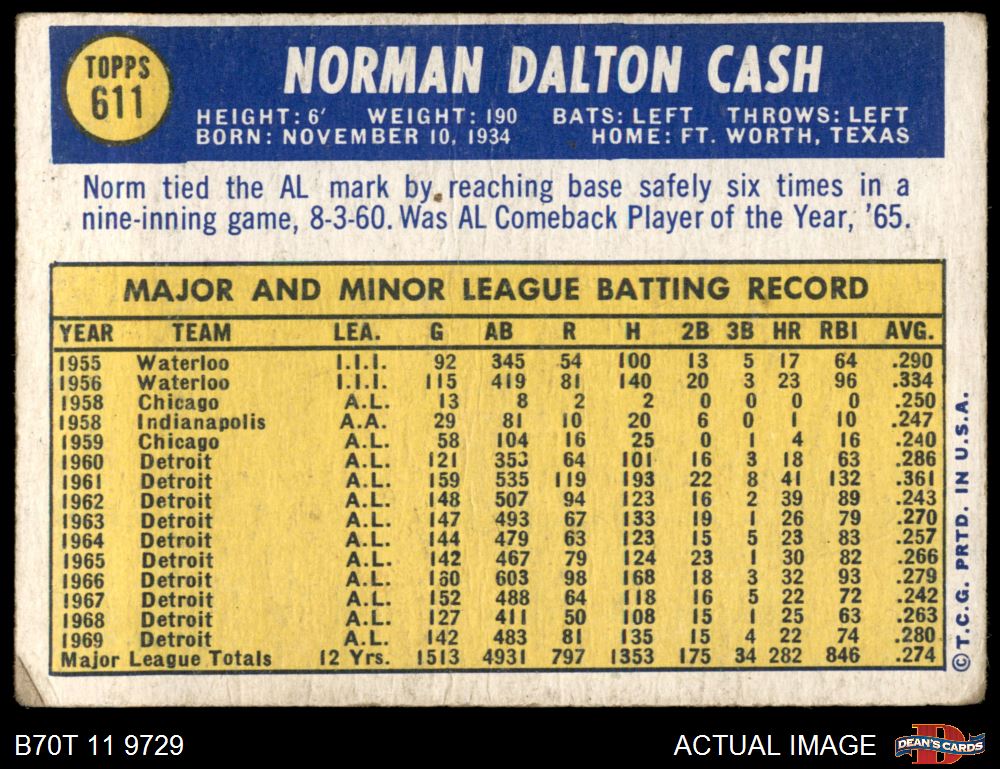 TOPPS
611
NORMAN DALTON CASH
HEIGHT: 6' WEIGHT: 190 BATS: LEFT THROWS: LEFT
BORN: NOVEMBER 10, 1934 HOME: FT. WORTH, TEXAS
Norm tied the AL mark by reaching base safely six times in a
nine-inning game, 8-3-60. Was AL Comeback Player of the Year, '65.
MAJOR AND MINOR LEAGUE BATTING RECORD
YEAR TEAM LEA. G AB R H 2B 3B HR RBI AVG.
1955 Waterloo I.I.I. 92 345 54 100 13 5 17 64 .290
1956 Waterloo I.I.I. 115 419 81 140 20 3 23 96 .334
1958 Chicago A.L. 13 8 2 2 0 0 0 0 .250
1958 Indianapolis A.A. 29 81 10 20 6 0 1 10 .247
1959 Chicago A.L. 58 104 16 25 0 1 4 16 .240
1960 Detroit A.L. 121 353 64 101 16 3 18 63 .286
1961 Detroit A.L. 159 535 119 193 22 8 41 132 .361
1962 Detroit A.L. 148 507 94 123 16 2 39 89 .243
1963 Detroit A.L. 147 493 67 133 19 1 26 79 .270
1964 Detroit A.L. 144 479 63 123 15 5 23 83 .257
1965 Detroit A.L. 142 467 79 124 23 1 30 82 .266
1966 Detroit A.L. 160 603 98 168 18 3 32 93 .279
1967 Detroit A.L. 152 488 64 118 16 5 22 72 .242
1968 Detroit A.L. 127 411 50 108 15 1 25 63 .263
1969 Detroit A.L. 142 483 81 135 15 4 22 74 .280
Major League Totals 12 Yrs. 1513 4931 797 1353 175 34 282 846 .274
© T.C.G. PRTD. IN U.S.A.
B70T 11 9729
ACTUAL IMAGE
D
DEAN'S CARDS